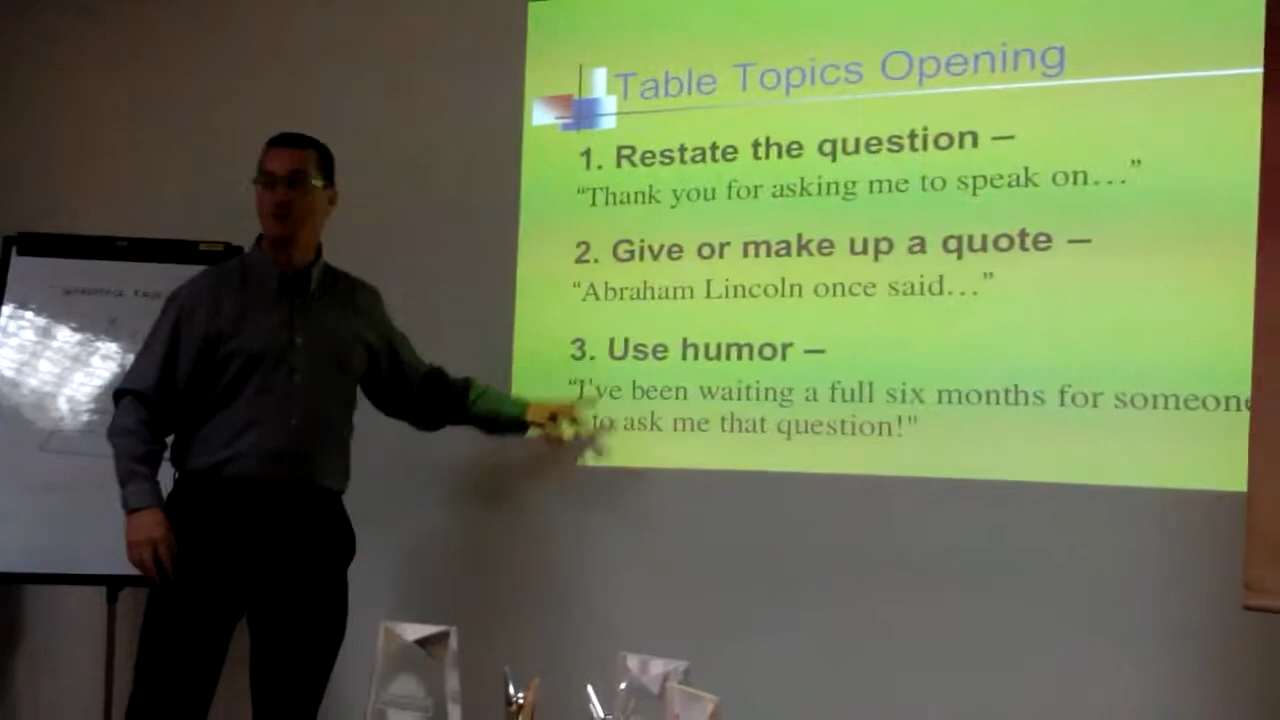 Table Topics Opening
1. Restate the question –
“Thank you for asking me to speak on…”
2. Give or make up a quote –
“Abraham Lincoln once said…”
3. Use humor –
“I've been waiting a full six months for someone
to ask me that question!"